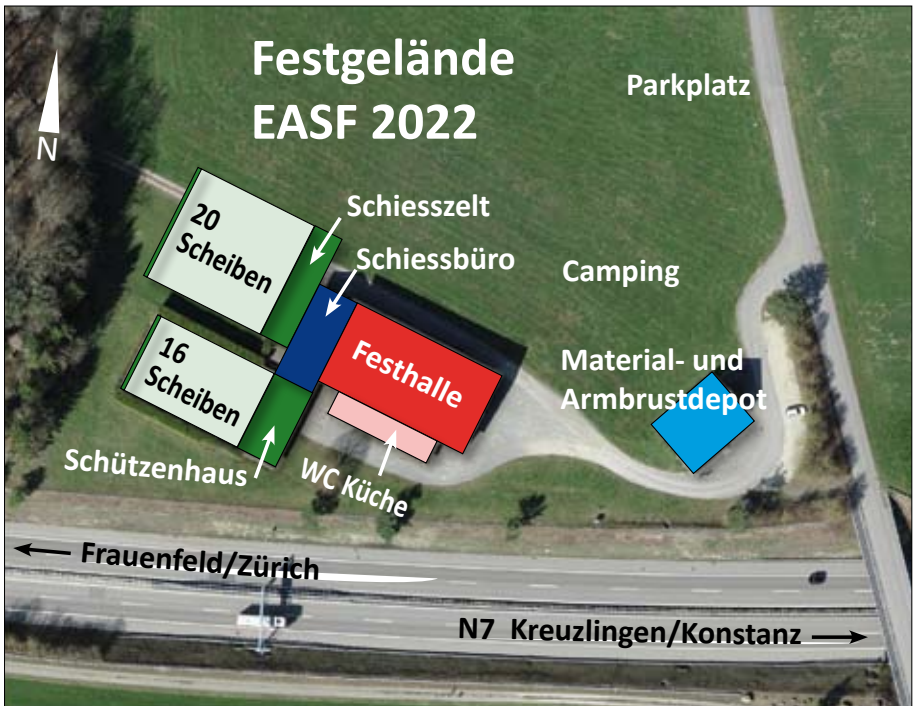 Festgelände
EASF 2022
Parkplatz
N
20
Scheiben
Schiesszelt
Schiessbüro
Camping
16
Scheiben
Festhalle
Material- und
Armbrustdepot
Schützenhaus
WC Küche
Frauenfeld/Zürich
N7 Kreuzlingen/Konstanz